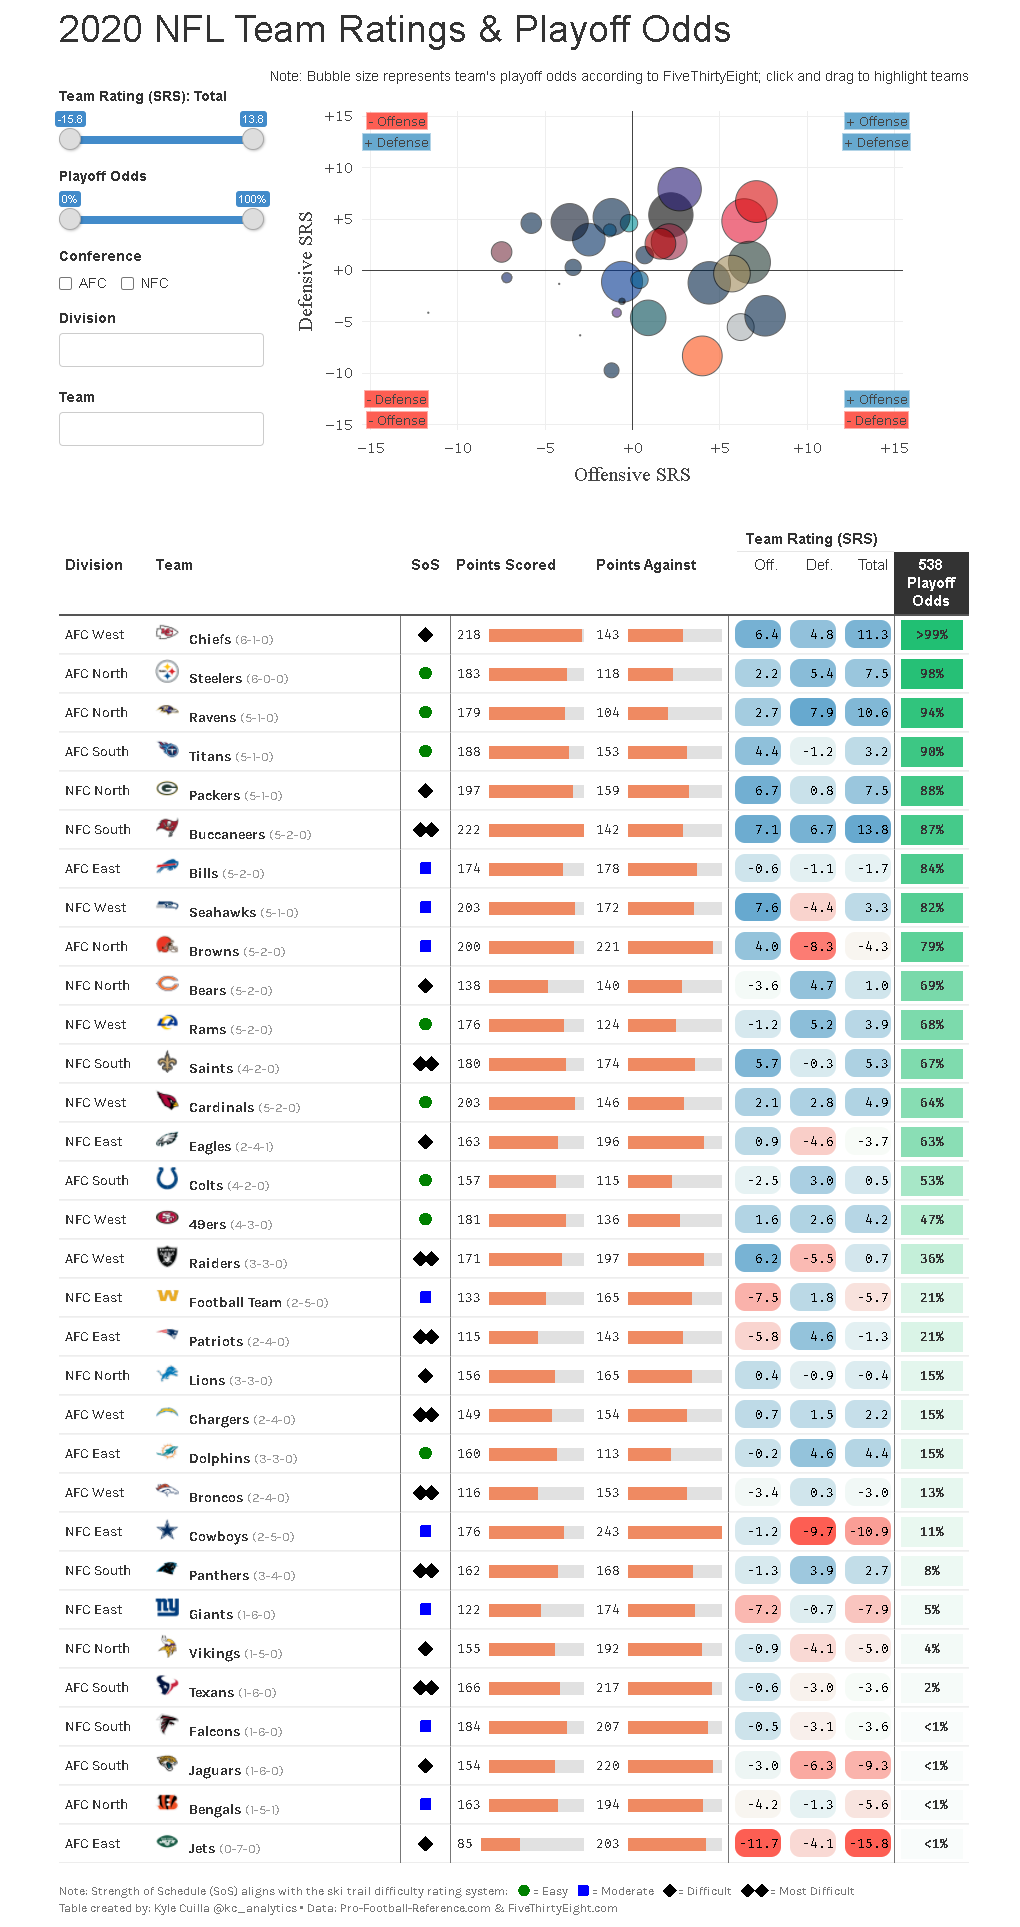 2020 NFL Team Ratings & Playoff Odds
Note: Bubble size represents team's playoff odds according to FiveThirtyEight; click and drag to highlight teams
Team Rating (SRS): Total
-15.8 13.8
Playoff Odds
0% 100%
Conference
AFC NFC
Division
Team
- Offense
+ Defense
+ Offense
+ Defense
- Defense
- Offense
+ Offense
- Defense
+15
+10
+5
+0
−5
−10
−15
Defensive SRS
−15 −10 −5 +0 +5 +10 +15
Offensive SRS
Team Rating (SRS)
Division Team SoS Points Scored Points Against Off. Def. Total 538 Playoff Odds
AFC West Chiefs (6-1-0) 218 143 6.4 4.8 11.3 >99%
AFC North Steelers (6-0-0) 183 118 2.2 5.4 7.5 98%
AFC North Ravens (5-1-0) 179 104 2.7 7.9 10.6 94%
AFC South Titans (5-1-0) 188 153 4.4 -1.2 3.2 90%
NFC North Packers (5-1-0) 197 159 6.7 0.8 7.5 88%
NFC South Buccaneers (5-2-0) 222 142 7.1 6.7 13.8 87%
AFC East Bills (5-2-0) 174 178 -0.6 -1.1 -1.7 84%
NFC West Seahawks (5-1-0) 203 172 7.6 -4.4 3.3 82%
AFC North Browns (5-2-0) 200 221 4.0 -8.3 -4.3 79%
NFC North Bears (5-2-0) 138 140 -3.6 4.7 1.0 69%
NFC West Rams (5-2-0) 176 124 -1.2 5.2 3.9 68%
NFC South Saints (4-2-0) 180 174 5.7 -0.3 5.3 67%
NFC West Cardinals (5-2-0) 203 146 2.1 2.8 4.9 64%
NFC East Eagles (2-4-1) 163 196 0.9 -4.6 -3.7 63%
AFC South Colts (4-2-0) 157 115 -2.5 3.0 0.5 53%
NFC West 49ers (4-3-0) 181 136 1.6 2.6 4.2 47%
AFC West Raiders (3-3-0) 171 197 6.2 -5.5 0.7 36%
NFC East Football Team (2-5-0) 133 165 -7.5 1.8 -5.7 21%
AFC East Patriots (2-4-0) 115 143 -5.8 4.6 -1.3 21%
NFC North Lions (3-3-0) 156 165 0.4 -0.9 -0.4 15%
AFC West Chargers (2-4-0) 149 154 0.7 1.5 2.2 15%
AFC East Dolphins (3-3-0) 160 113 -0.2 4.6 4.4 15%
AFC West Broncos (2-4-0) 116 153 -3.4 0.3 -3.0 13%
NFC East Cowboys (2-5-0) 176 243 -1.2 -9.7 -10.9 11%
NFC South Panthers (3-4-0) 162 168 -1.3 3.9 2.7 8%
NFC East Giants (1-6-0) 122 174 -7.2 -0.7 -7.9 5%
NFC North Vikings (1-5-0) 155 192 -0.9 -4.1 -5.0 4%
AFC South Texans (1-6-0) 166 217 -0.6 -3.0 -3.6 2%
NFC South Falcons (1-6-0) 184 207 -0.5 -3.1 -3.6 <1%
AFC South Jaguars (1-6-0) 154 220 -3.0 -6.3 -9.3 <1%
AFC North Bengals (1-5-1) 163 194 -4.2 -1.3 -5.6 <1%
AFC East Jets (0-7-0) 85 203 -11.7 -4.1 -15.8 <1%
Note: Strength of Schedule (SoS) aligns with the ski trail difficulty rating system: = Easy = Moderate = Difficult = Most Difficult
Table created by: Kyle Cuilla @kc_analytics • Data: Pro-Football-Reference.com & FiveThirtyEight.com